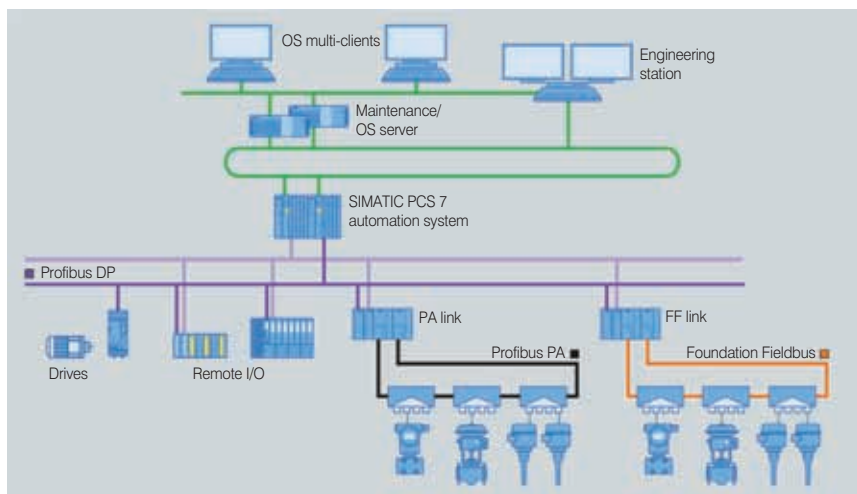 OS multi-clients
Engineering
station
Maintenance/
OS server
SIMATIC PCS 7
automation system
Profibus DP
PA link
FF link
Profibus PA
Foundation Fieldbus
Drives
Remote I/O